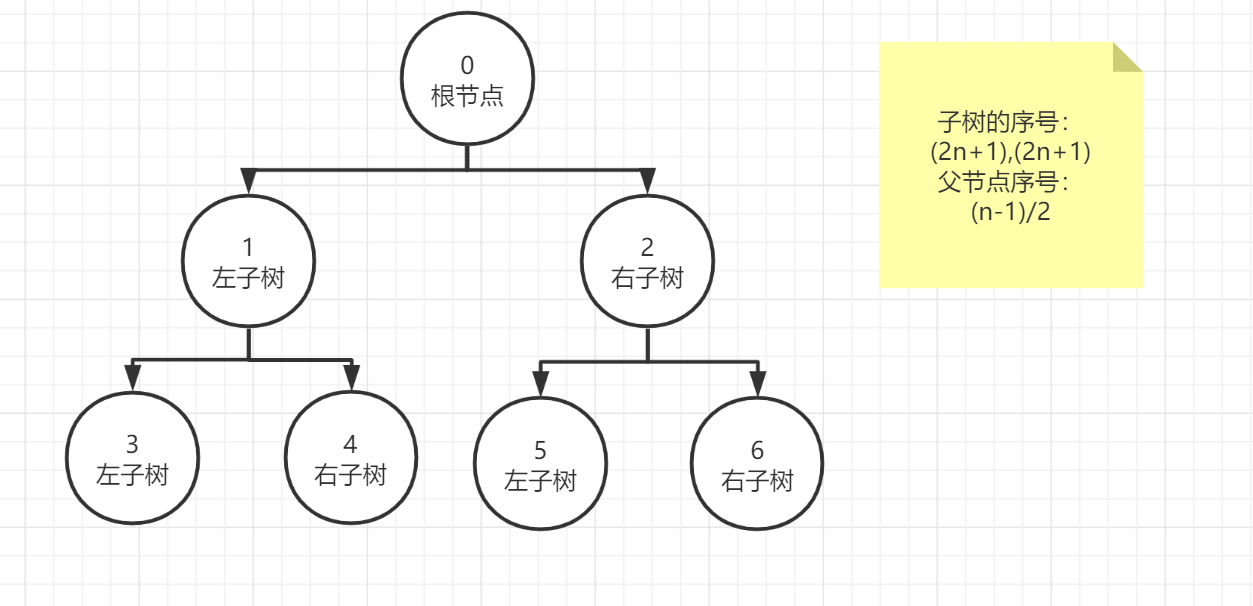 0
根节点
子树的序号：
(2n+1),(2n+1)
父节点序号：
(n-1)/2
1
左子树
2
右子树
3
左子树
4
右子树
5
左子树
6
右子树